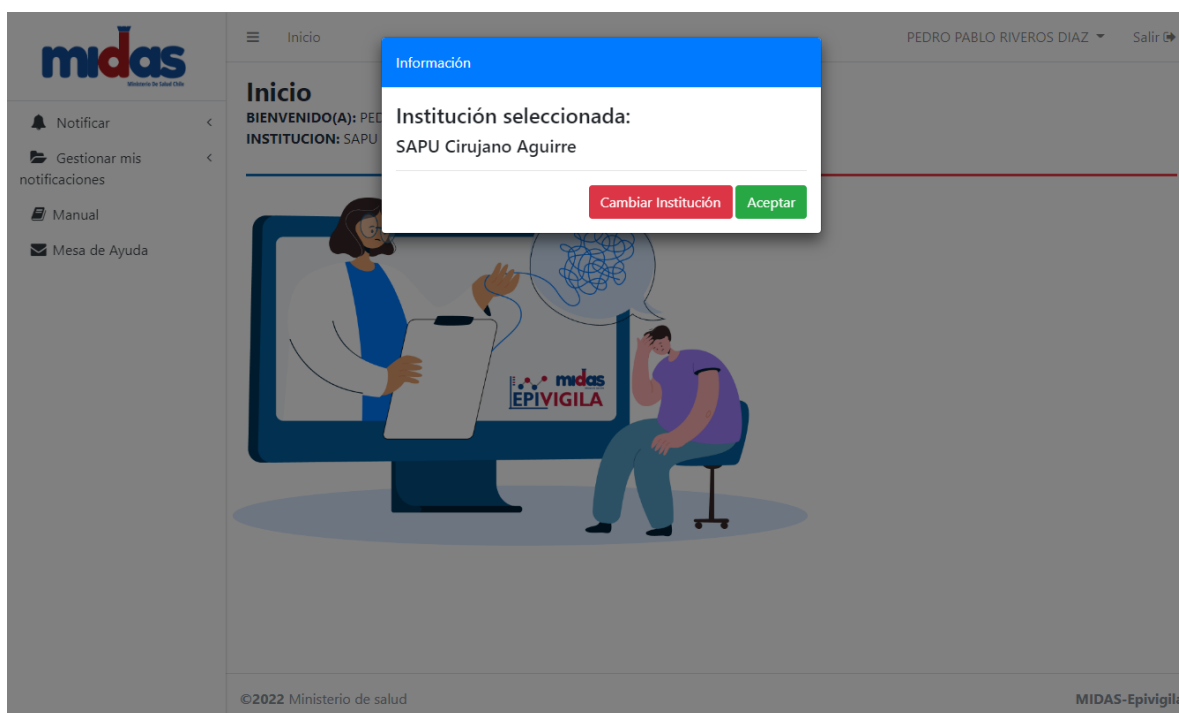 midas
Ministerio De Salud Chile
Inicio
PEDRO PABLO RIVEROS DIAZ
Salir
Notificar
Gestionar mis
notificaciones
Manual
Mesa de Ayuda
Inicio
BIENVENIDO(A): PED
INSTITUCION: SAPU
Información
Institución seleccionada:
SAPU Cirujano Aguirre
Cambiar Institución
Aceptar
midas
EPIVIGILA
©2022 Ministerio de salud
MIDAS-Epivigila